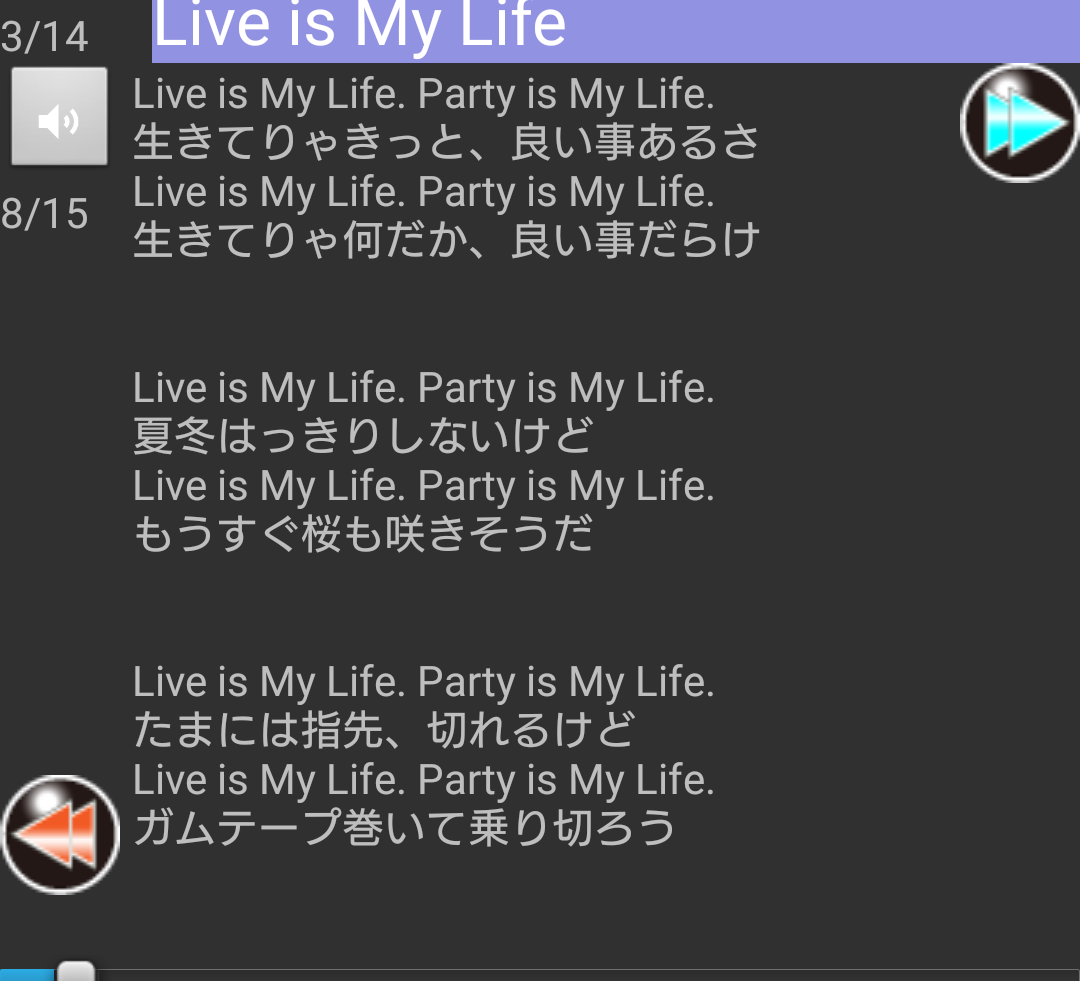 3/14
Live is My Life
8/15
Live is My Life. Party is My Life.
生きてりゃきっと、良い事あるさ
Live is My Life. Party is My Life.
生きてりゃ何だか、良い事だらけ
Live is My Life. Party is My Life.
夏冬はっきりしないけど
Live is My Life. Party is My Life.
もうすぐ桜も咲きそうだ
Live is My Life. Party is My Life.
たまには指先、切れるけど
Live is My Life. Party is My Life.
ガムテープ巻いて乗り切ろう